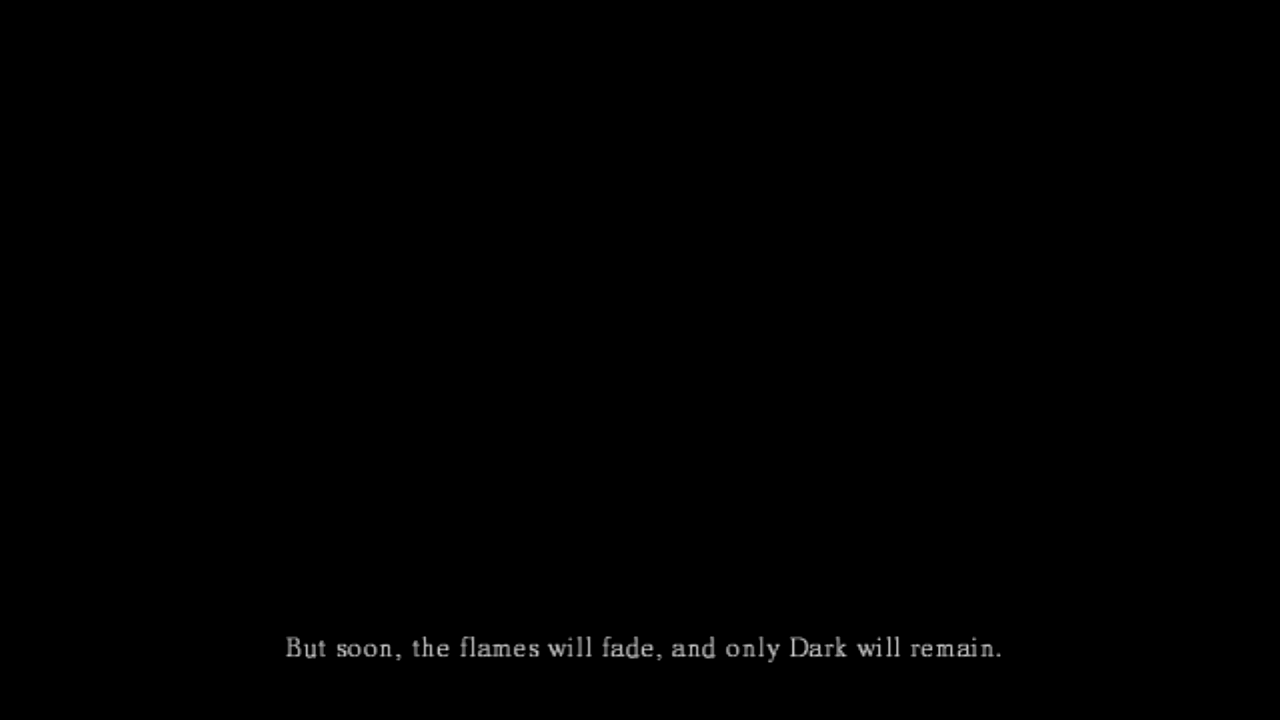 But soon, the flames will fade, and only Dark will remain.